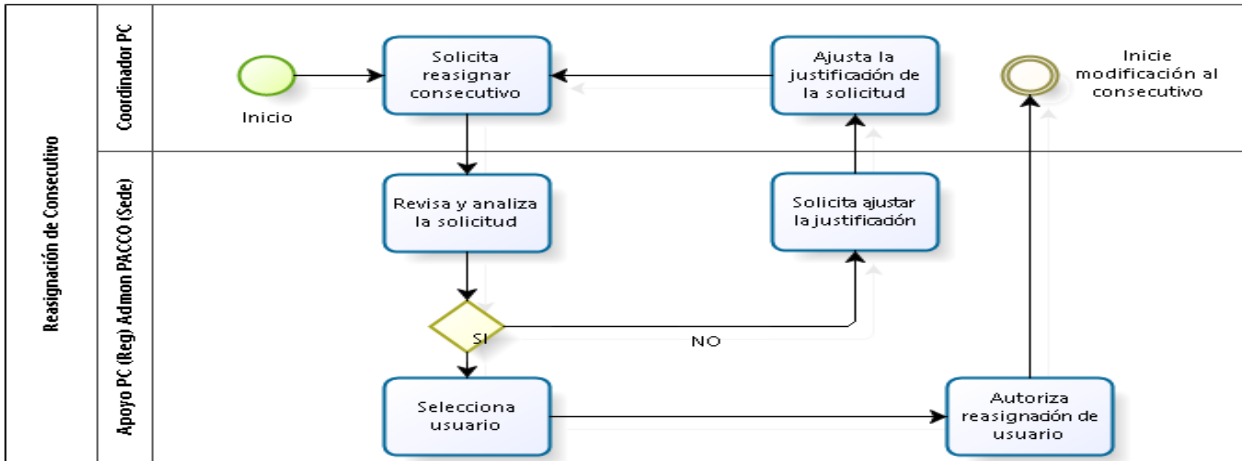 Reasignación de Consecutivo
Coordinador PC
Inicio
Solicita
reasignar
consecutivo
Ajusta la
justificación de
la solicitud
Inicie
modificación al
consecutivo
Apoyo PC (Reg) Admon PACCO (Sede)
Revisa y analiza
la solicitud
Solicita ajustar
la justificación
SI
NO
Selecciona
usuario
Autoriza
reasignación de
usuario